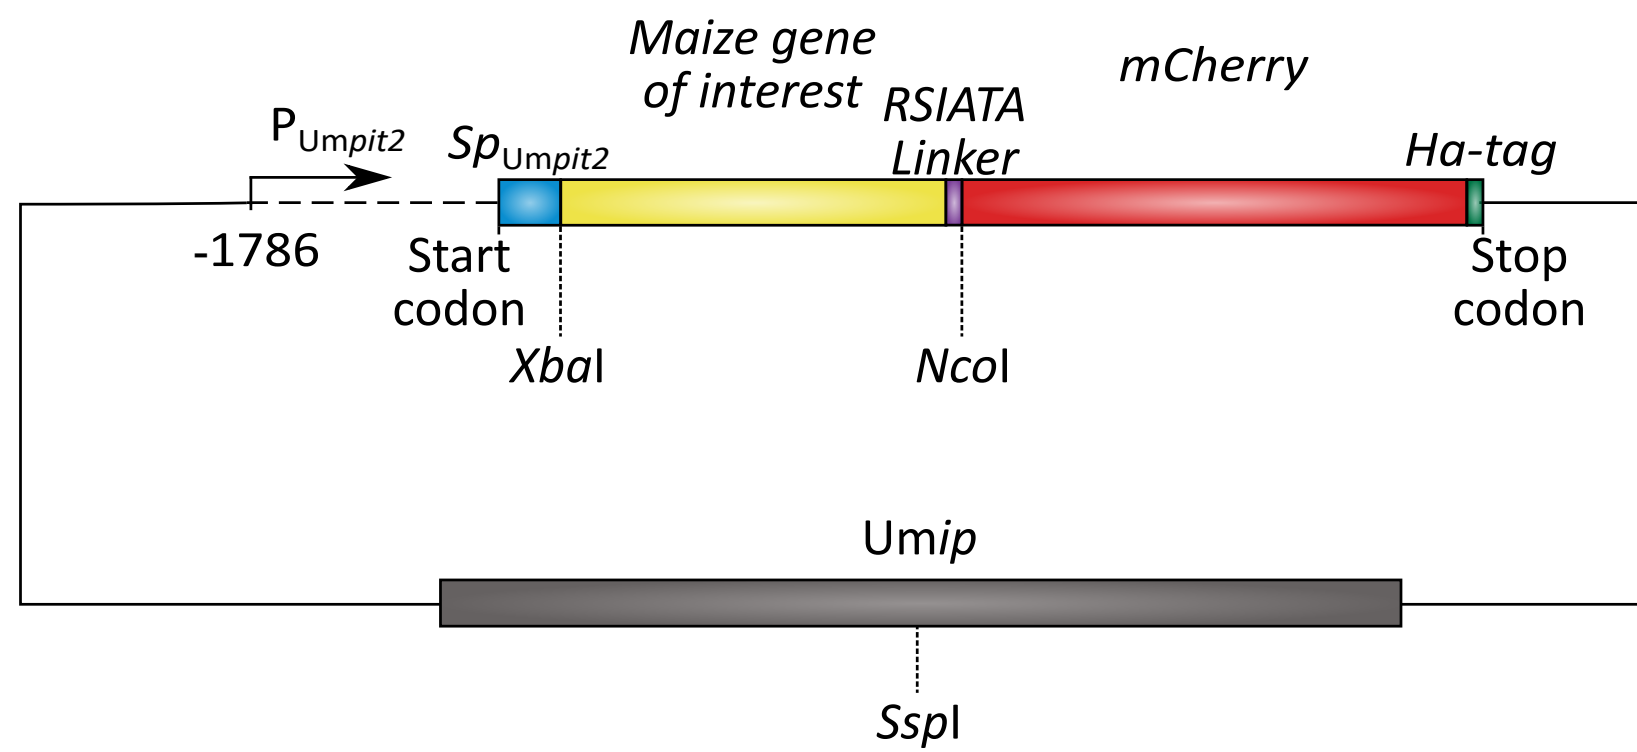 Maize gene
of interest
mCherry
RSIATA
Linker
PUmpit2
SpUmpit2
Ha-tag
-1786
Start
codon
Stop
codon
XbaI
NcoI
Umip
SspI